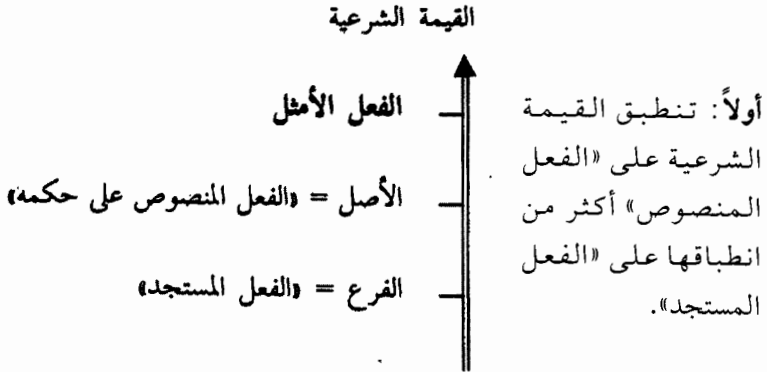 القيمة الشرعية
أولاً: تنطبق القيمة
الشرعية على «الفعل
المنصوص» أكثر من
انطباقها على «الفعل
المستجد».
الفعل الأمثل
الأصل = «الفعل المنصوص على حكمه»
الفرع = «الفعل المستجد»